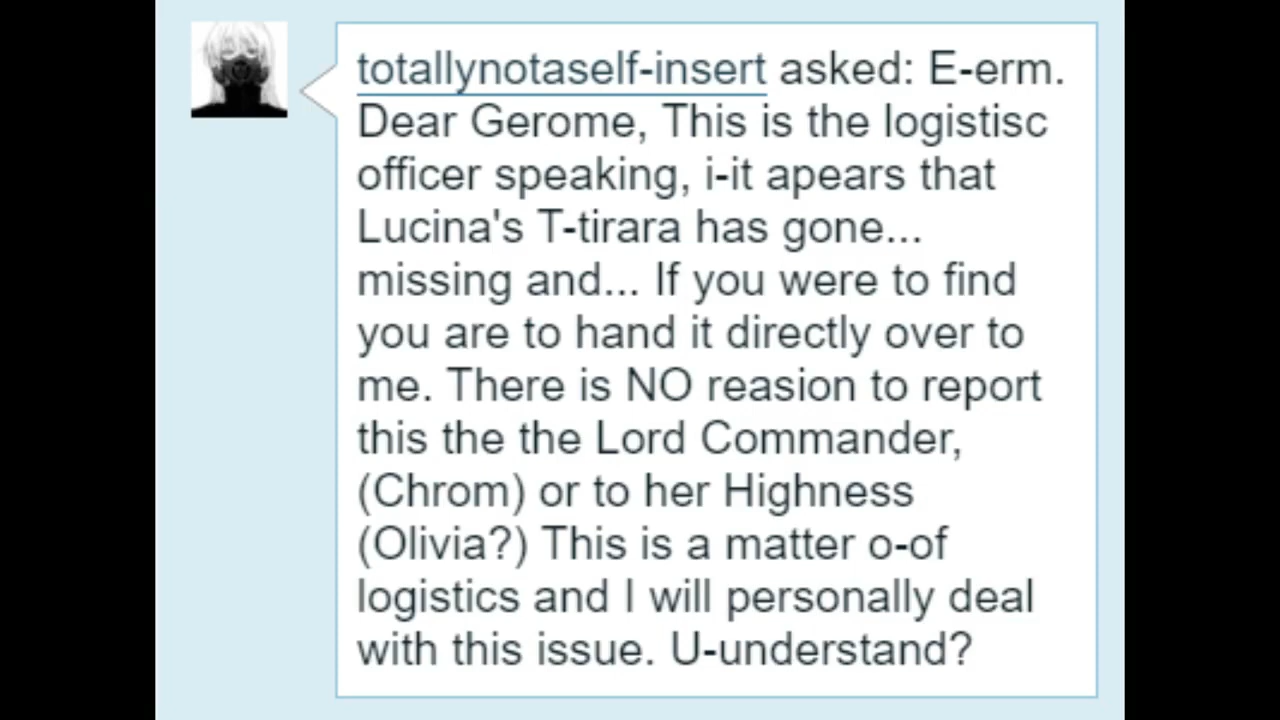 totallynotaself-insert asked: E-erm.
Dear Gerome, This is the logistisc
officer speaking, i-it apears that
Lucina's T-tirara has gone...
missing and... If you were to find
you are to hand it directly over to
me. There is NO reasion to report
this the the Lord Commander,
(Chrom) or to her Highness
(Olivia?) This is a matter o-of
logistics and I will personally deal
with this issue. U-understand?